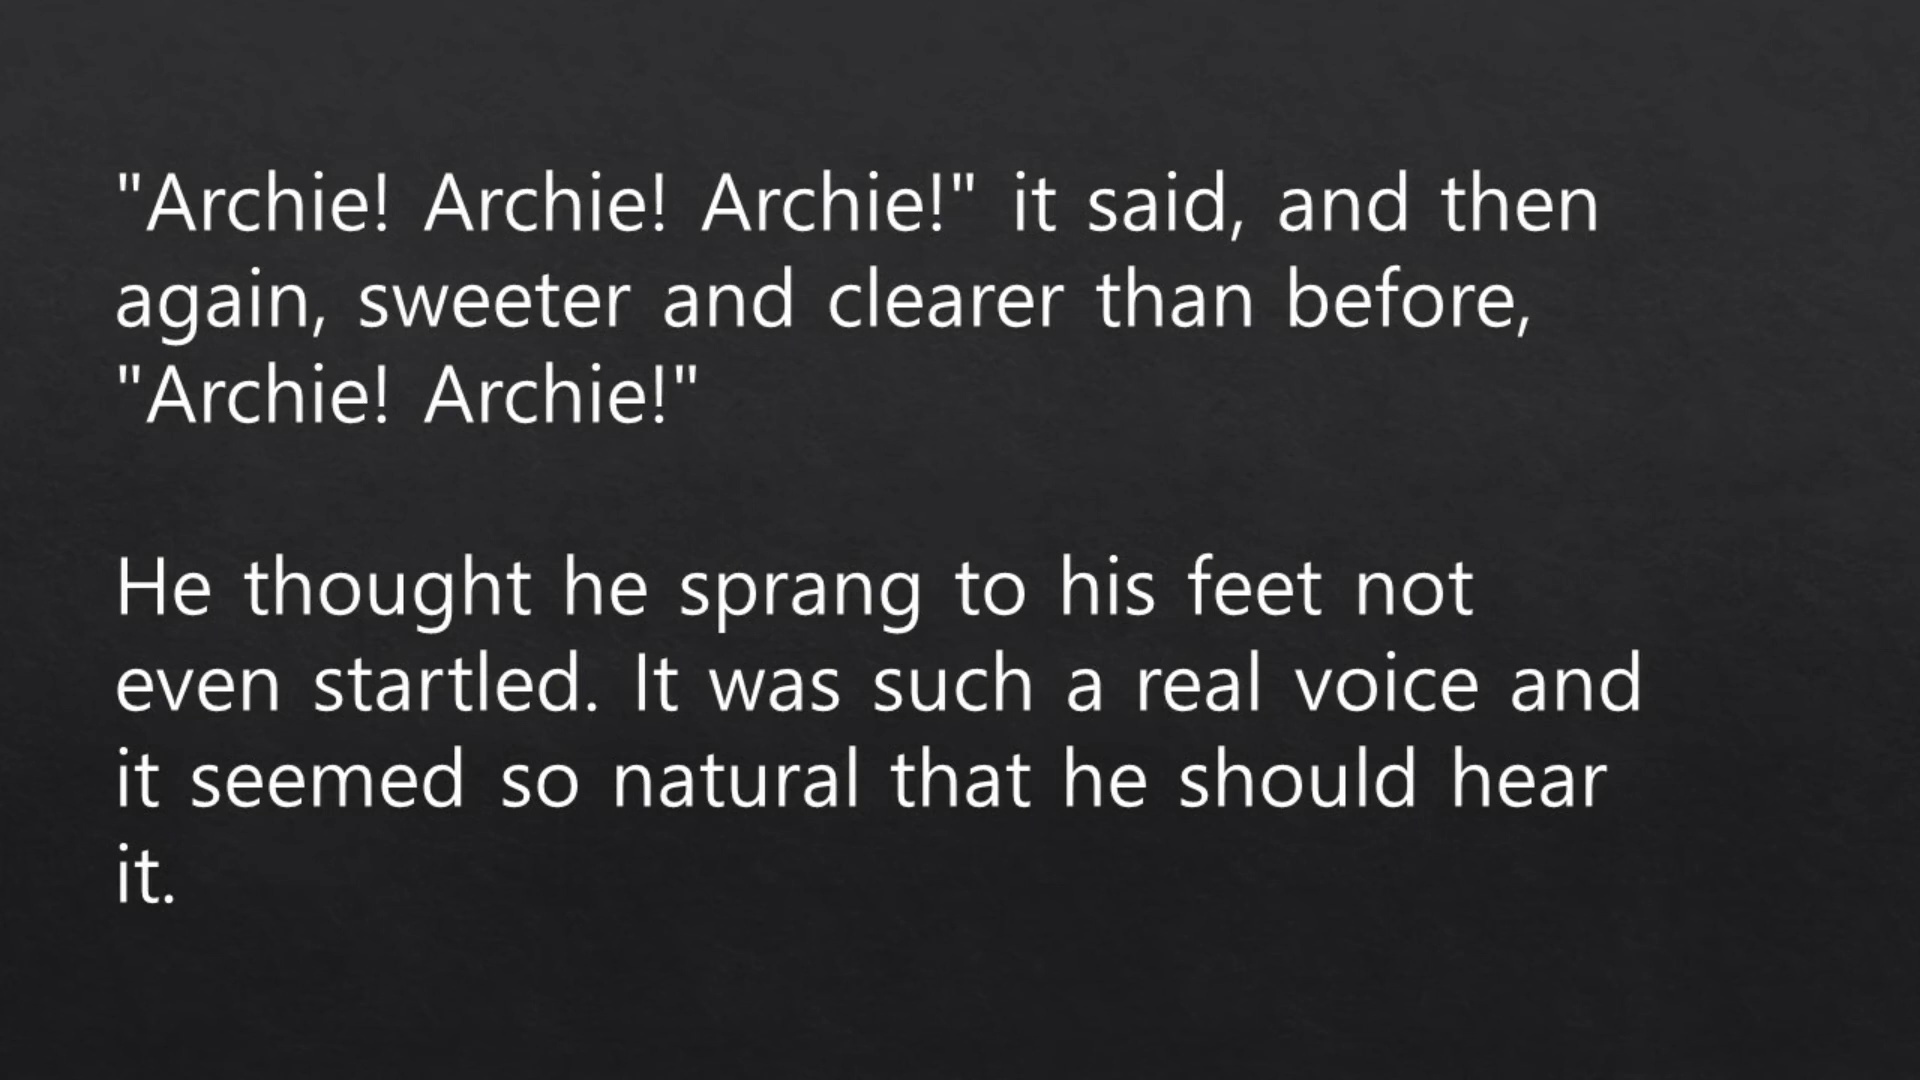 "Archie! Archie! Archie!" it said, and then
again, sweeter and clearer than before,
"Archie! Archie!"
He thought he sprang to his feet not
even startled. It was such a real voice and
it seemed so natural that he should hear
it.